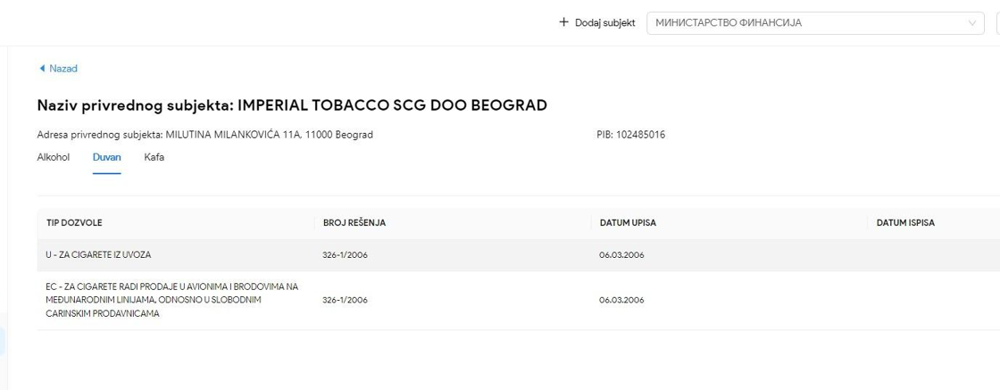 + Dodaj subjekt МИНИСТАРСТВО ФИНАНСИЈА
Nazad
Naziv privrednog subjekta: IMPERIAL TOBACCO SCG DOO BEOGRAD
Adresa privrednog subjekta: MILUTINA MILANKOVIĆA 11A, 11000 Beograd PIB: 102485016
Alkohol Duvan Kafa
TIP DOZVOLE BROJ REŠENJA DATUM UPISA DATUM ISPISA
U - ZA CIGARETE IZ UVOZA 326-1/2006 06.03.2006
EC - ZA CIGARETE RADI PRODAJE U AVIONIMA I BRODOVIMA NA
MEĐUNARODNIM LINIJAMA, ODNOSNO U SLOBODNIM 326-1/2006 06.03.2006
CARINSKIM PRODAVNICAMA